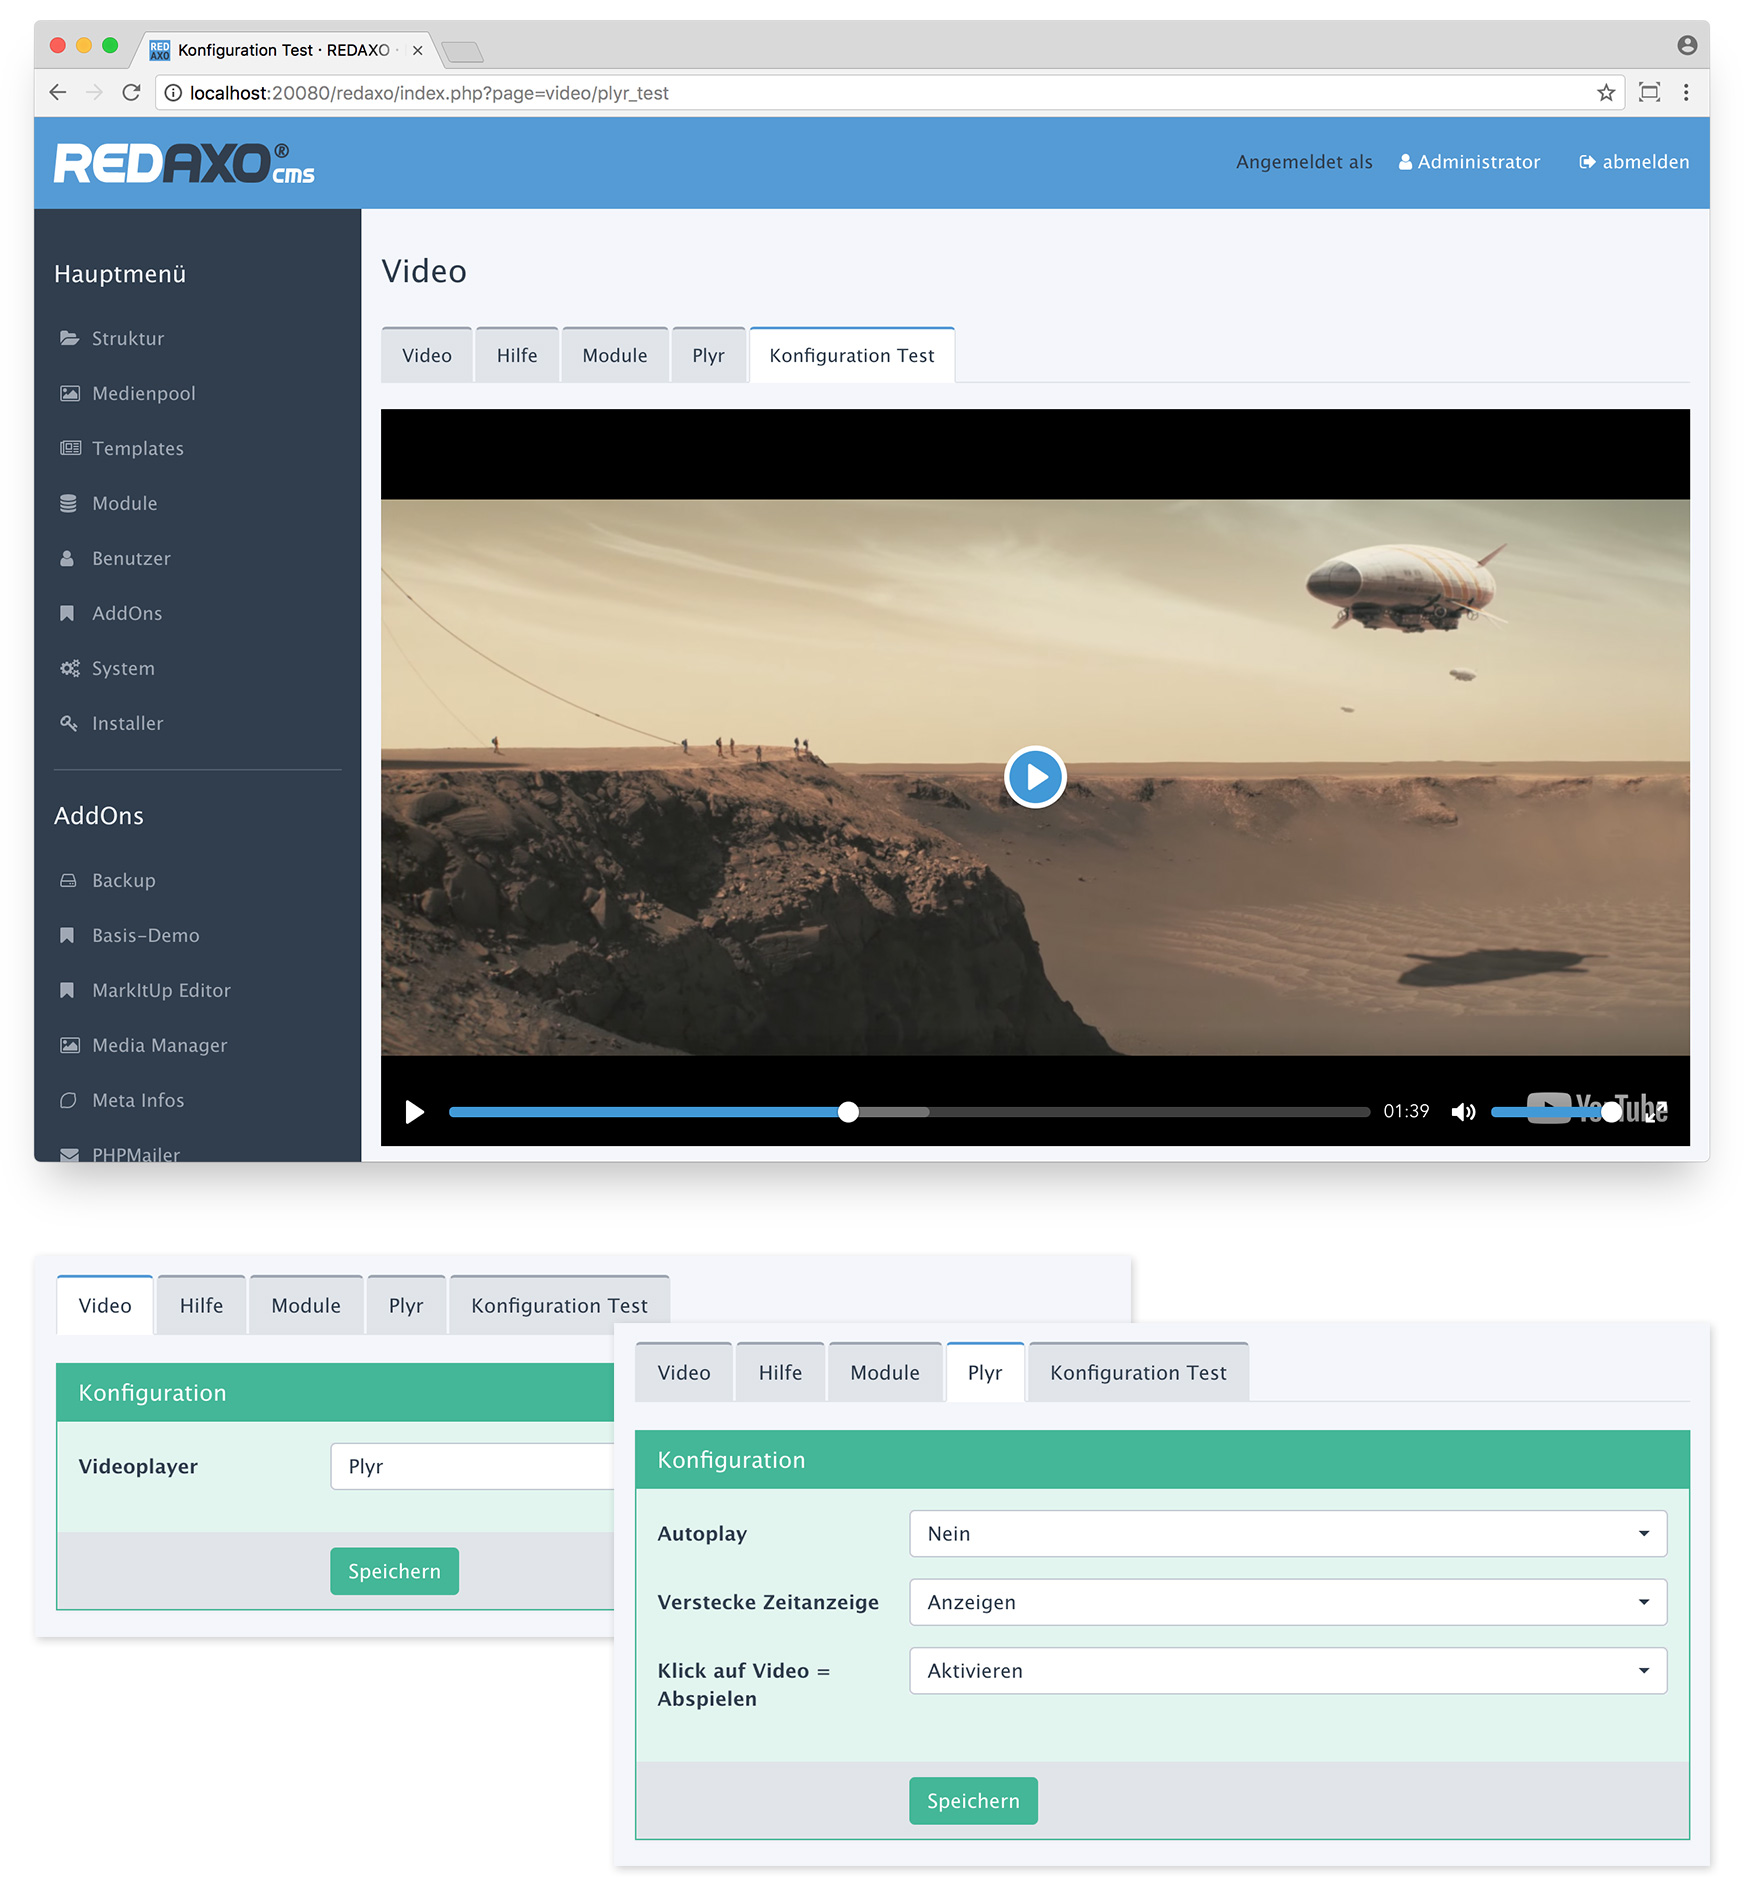 RED AXO Konfiguration Test · REDAXO ·
localhost:20080/redaxo/index.php?page=video/plyr_test
REDAXO® cms
Angemeldet als Administrator abmelden
Hauptmenü
Struktur
Medienpool
Templates
Module
Benutzer
AddOns
System
Installer
AddOns
Backup
Basis-Demo
MarkItUp Editor
Media Manager
Meta Infos
PHPMailer
Video
Video Hilfe Module Plyr Konfiguration Test
01:39
YouTube
Video Hilfe Module Plyr Konfiguration Test
Konfiguration
Videoplayer Plyr
Speichern
Video Hilfe Module Plyr Konfiguration Test
Konfiguration
Autoplay Nein
Verstecke Zeitanzeige Anzeigen
Klick auf Video = Aktivieren
Abspielen
Speichern